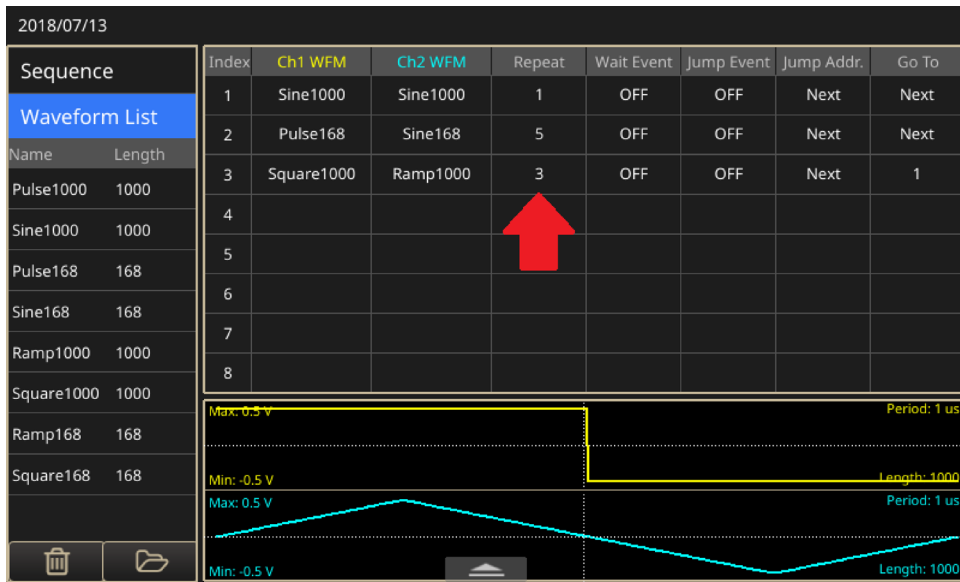 2018/07/13
Sequence
Waveform List
Name Length
Pulse1000 1000
Sine1000 1000
Pulse168 168
Sine168 168
Ramp1000 1000
Square1000 1000
Ramp168 168
Square168 168
Index Ch1 WFM Ch2 WFM Repeat Wait Event Jump Event Jump Addr. Go To
1 Sine1000 Sine1000 1 OFF OFF Next Next
2 Pulse168 Sine168 5 OFF OFF Next Next
3 Square1000 Ramp1000 3 OFF OFF Next 1
4
5
6
7
8
Max: 0.5 V Period: 1 us
Min: -0.5 V Length: 1000
Max: 0.5 V Period: 1 us
Min: -0.5 V Length: 1000